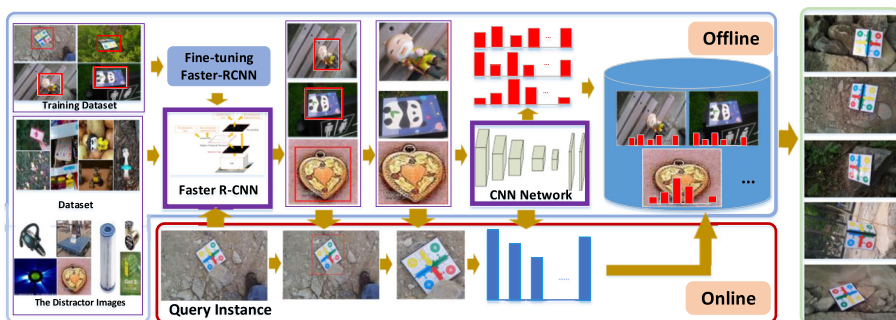 Training Dataset
Fine-tuning
Faster-RCNN
Faster R-CNN
Dataset
The Distractor Images
...
...
...
CNN Network
Offline
...
Query Instance
......
Online